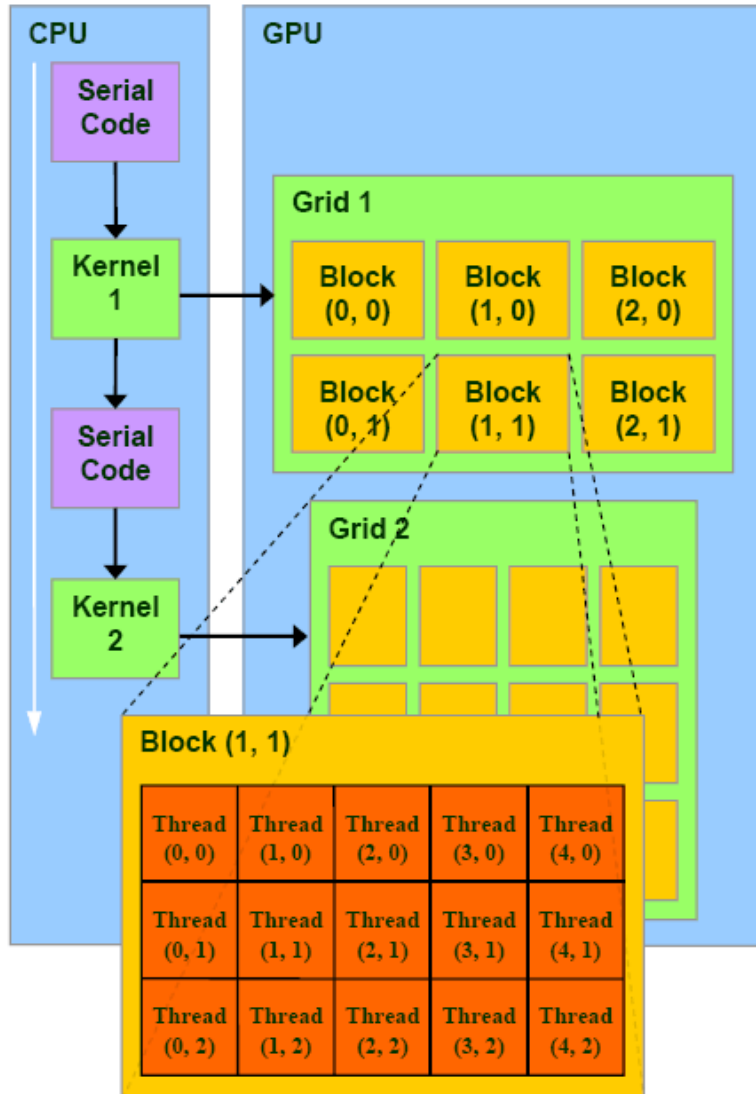 CPU
GPU
Serial
Code
Kernel
1
Serial
Code
Kernel
2
Grid 1
Block
(0, 0)
Block
(1, 0)
Block
(2, 0)
Block
(0, 1)
Block
(1, 1)
Block
(2, 1)
Grid 2
Block (1, 1)
Thread
(0, 0)
Thread
(1, 0)
Thread
(2, 0)
Thread
(3, 0)
Thread
(4, 0)
Thread
(0, 1)
Thread
(1, 1)
Thread
(2, 1)
Thread
(3, 1)
Thread
(4, 1)
Thread
(0, 2)
Thread
(1, 2)
Thread
(2, 2)
Thread
(3, 2)
Thread
(4, 2)